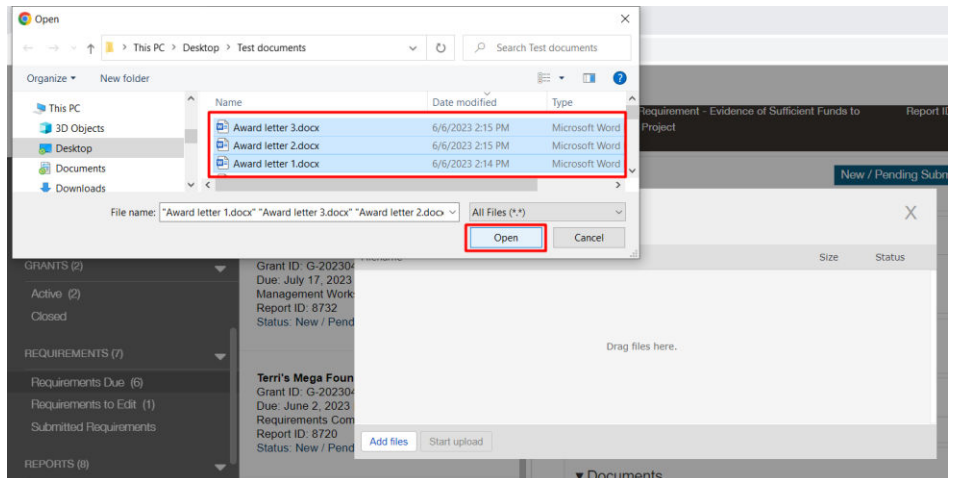 Open
This PC > Desktop > Test documents
Search Test documents
Organize New folder
This PC
3D Objects
Desktop
Documents
Downloads
Name Date modified Type
Award letter 3.docx 6/6/2023 2:15 PM Microsoft Word
Award letter 2.docx 6/6/2023 2:15 PM Microsoft Word
Award letter 1.docx 6/6/2023 2:14 PM Microsoft Word
File name: "Award letter 1.docx" "Award letter 3.docx" "Award letter 2.docx All Files (*.*)
Open Cancel
Requirement - Evidence of Sufficient Funds to Report ID
Project
New / Pending Subm
X
Filename Size Status
Drag files here.
Add files Start upload
GRANTS (2)
Active (2)
Closed
REQUIREMENTS (7)
Requirements Due (6)
Requirements to Edit (1)
Submitted Requirements
REPORTS (8)
Grant ID: G-202304
Due: July 17, 2023
Management Work
Report ID: 8732
Status: New / Pend
Terri's Mega Foun
Grant ID: G-202304
Due: June 2, 2023
Requirements Com
Report ID: 8720
Status: New / Pend
Documents